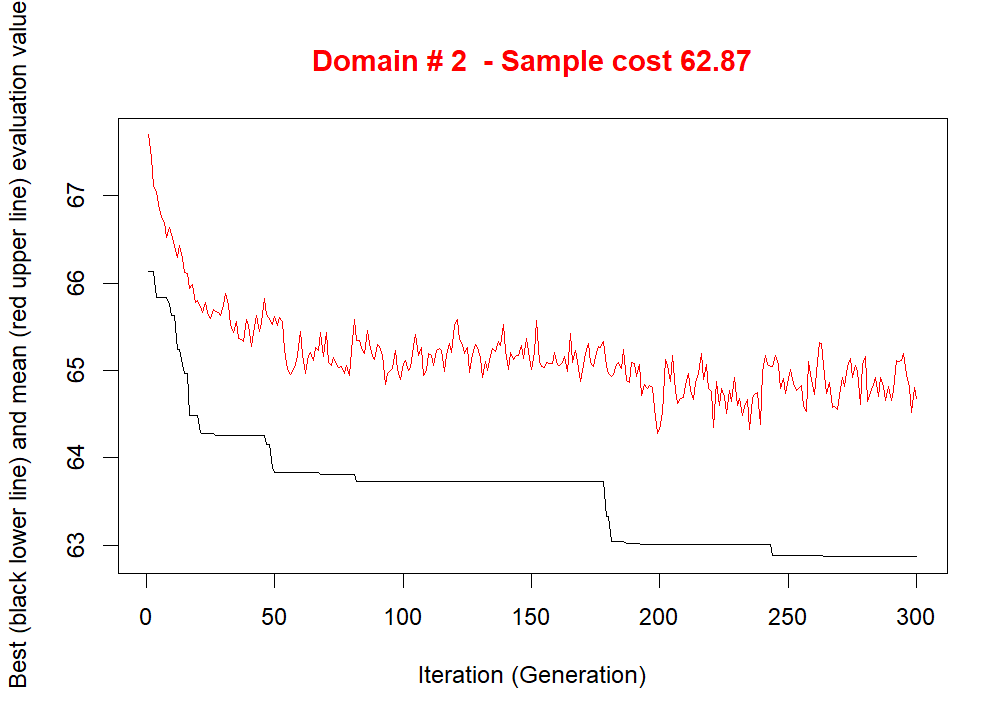 Domain # 2  - Sample cost 62.87
Best (black lower line) and mean (red upper line) evaluation value
67
66
65
64
63
0 50 100 150 200 250 300
Iteration (Generation)